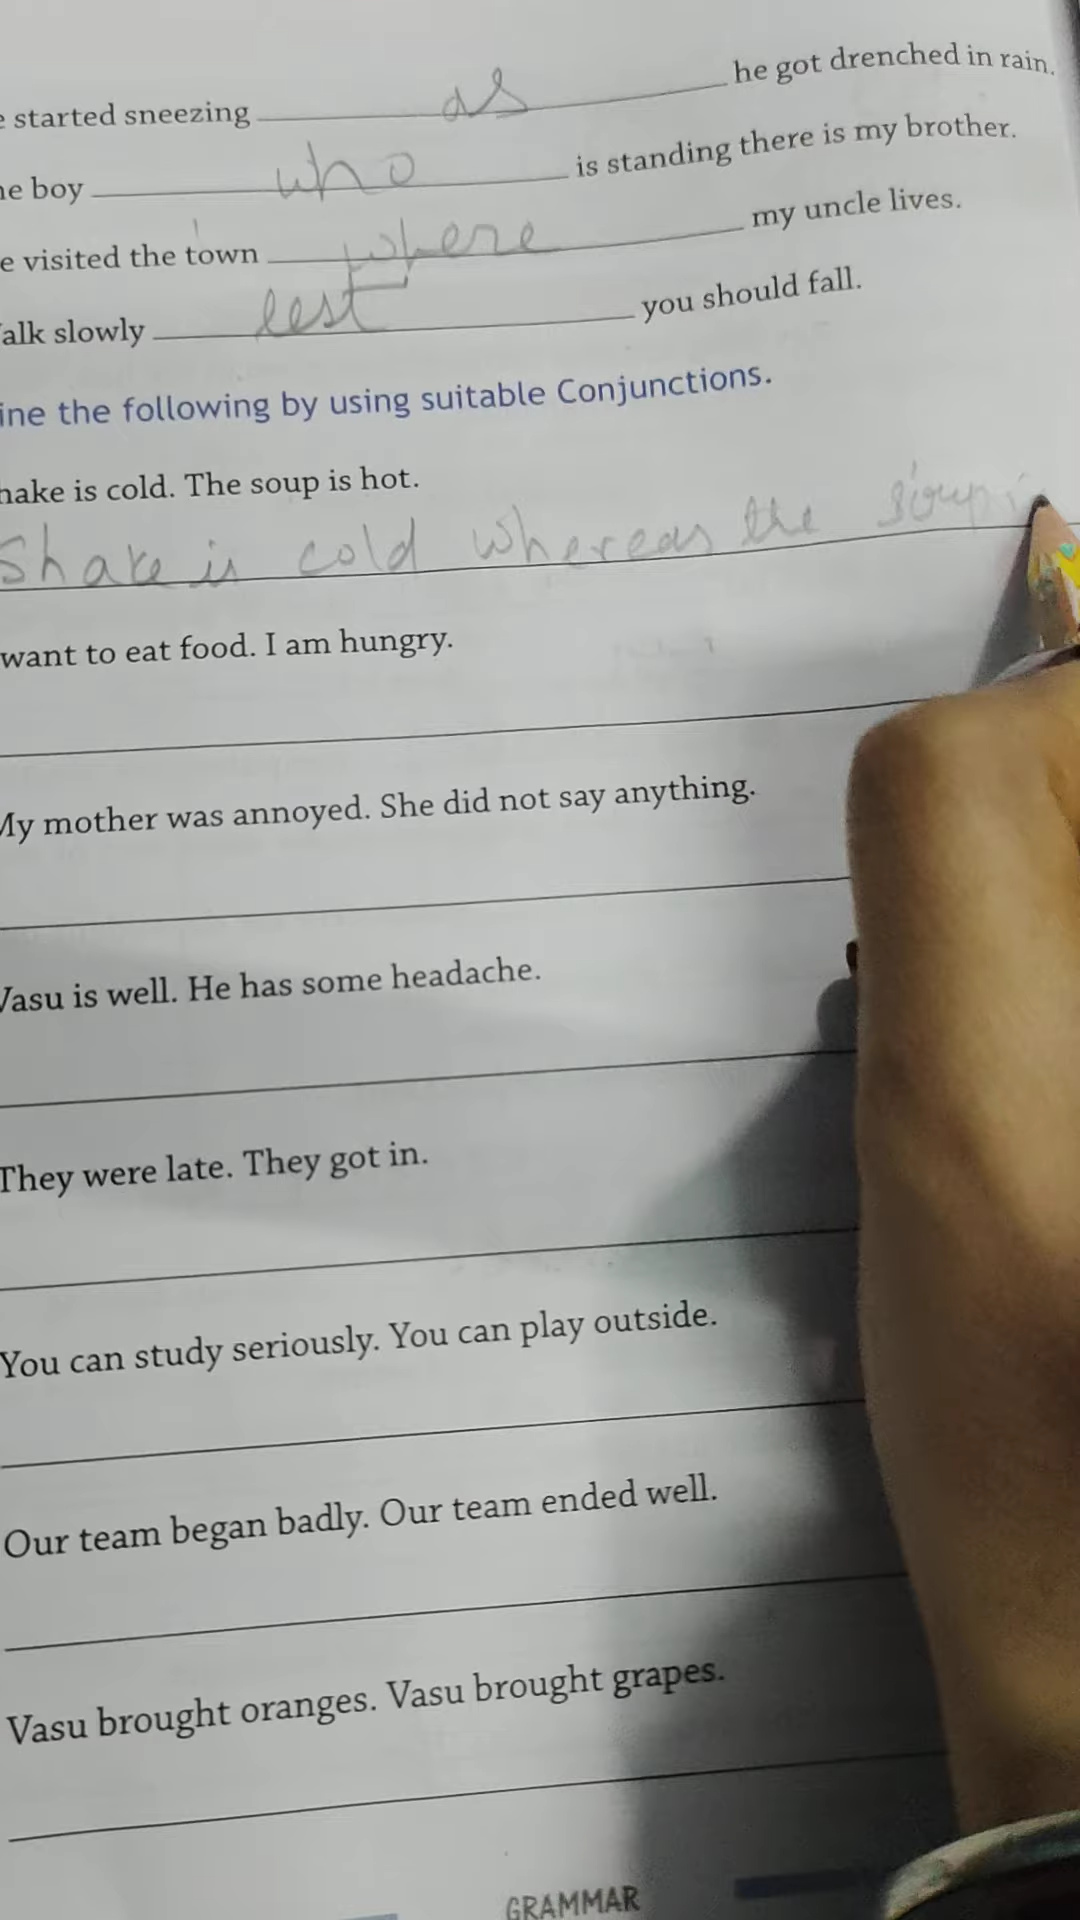 e started sneezing as he got drenched in rain.
he boy who is standing there is my brother.
e visited the town where my uncle lives.
alk slowly lest you should fall.
ine the following by using suitable Conjunctions.
hake is cold. The soup is hot.
Shake is cold whereas the soup i
want to eat food. I am hungry.
My mother was annoyed. She did not say anything.
Vasu is well. He has some headache.
They were late. They got in.
You can study seriously. You can play outside.
Our team began badly. Our team ended well.
Vasu brought oranges. Vasu brought grapes.
GRAMMAR